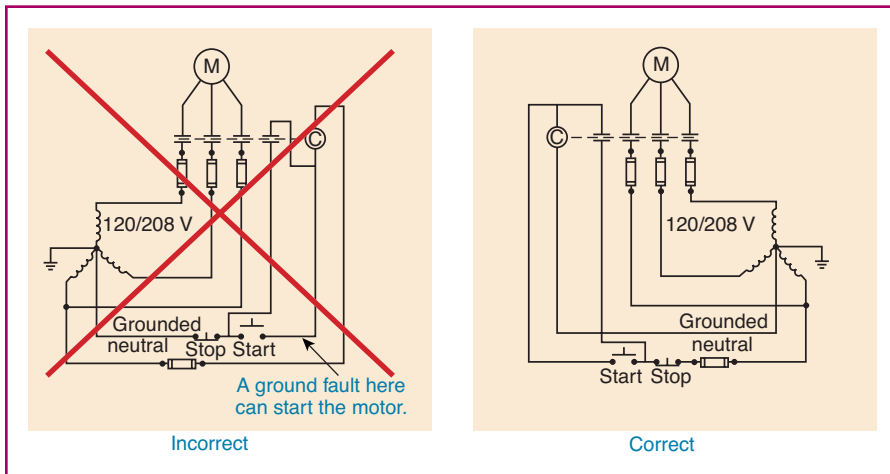 M
C
120/208 V
Grounded
neutral
Stop Start
A ground fault here
can start the motor.
Incorrect
M
C
120/208 V
Grounded
neutral
Start Stop
Correct